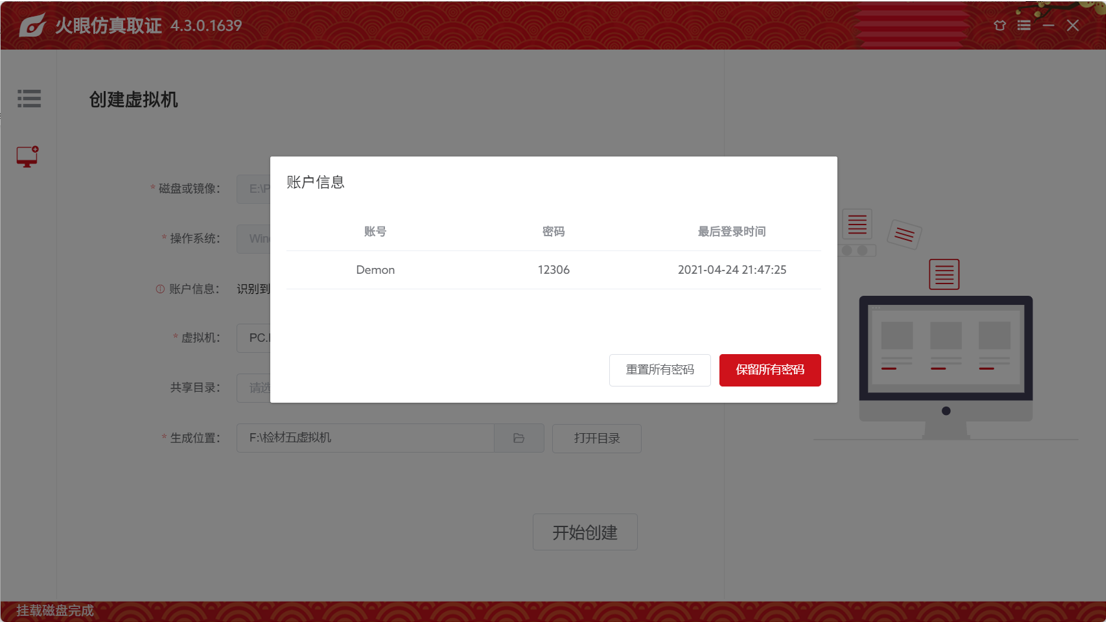 火眼仿真取证 4.3.0.1639
创建虚拟机
* 磁盘或镜像： E:\P
* 操作系统： Win
账户信息： 识别到
* 虚拟机： PC.
共享目录： 请选
* 生成位置： F:\检材五虚拟机 打开目录
开始创建
账户信息
账号 密码 最后登录时间
Demon 12306 2021-04-24 21:47:25
重置所有密码 保留所有密码
挂载磁盘完成